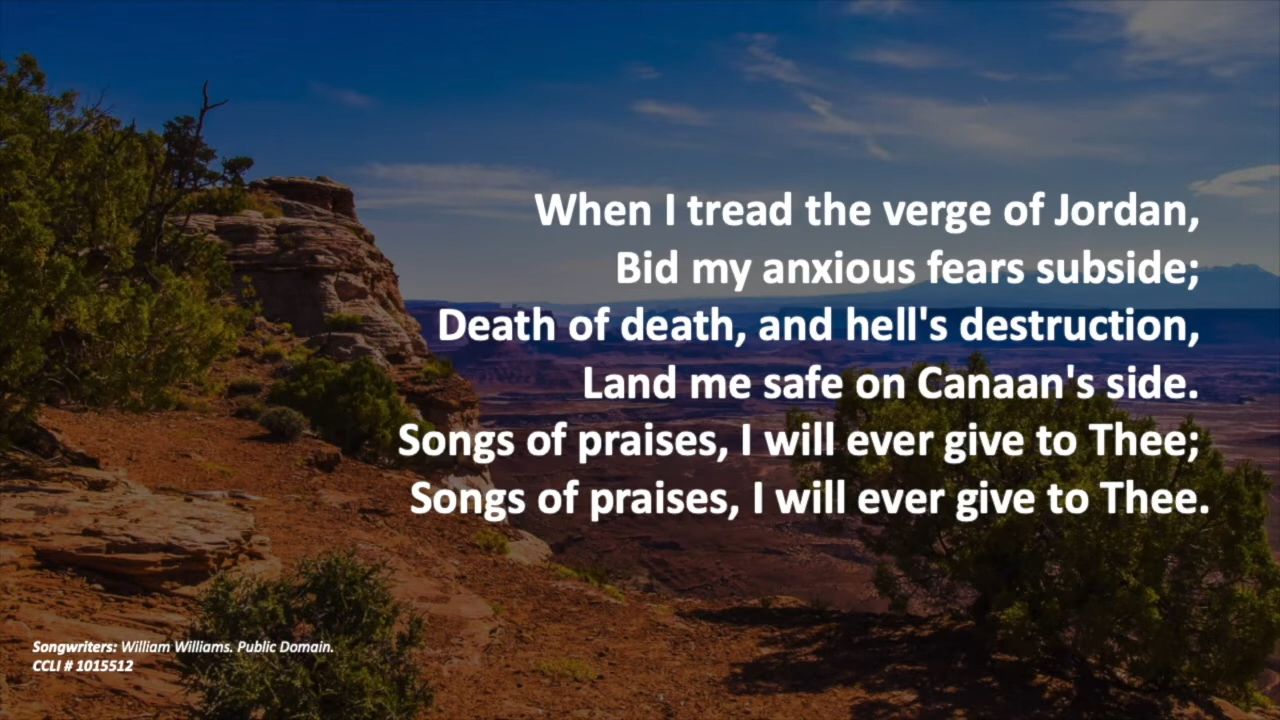 When I tread the verge of Jordan,
Bid my anxious fears subside;
Death of death, and hell's destruction,
Land me safe on Canaan's side.
Songs of praises, I will ever give to Thee;
Songs of praises, I will ever give to Thee.
Songwriters: William Williams. Public Domain.
CCLI # 1015512